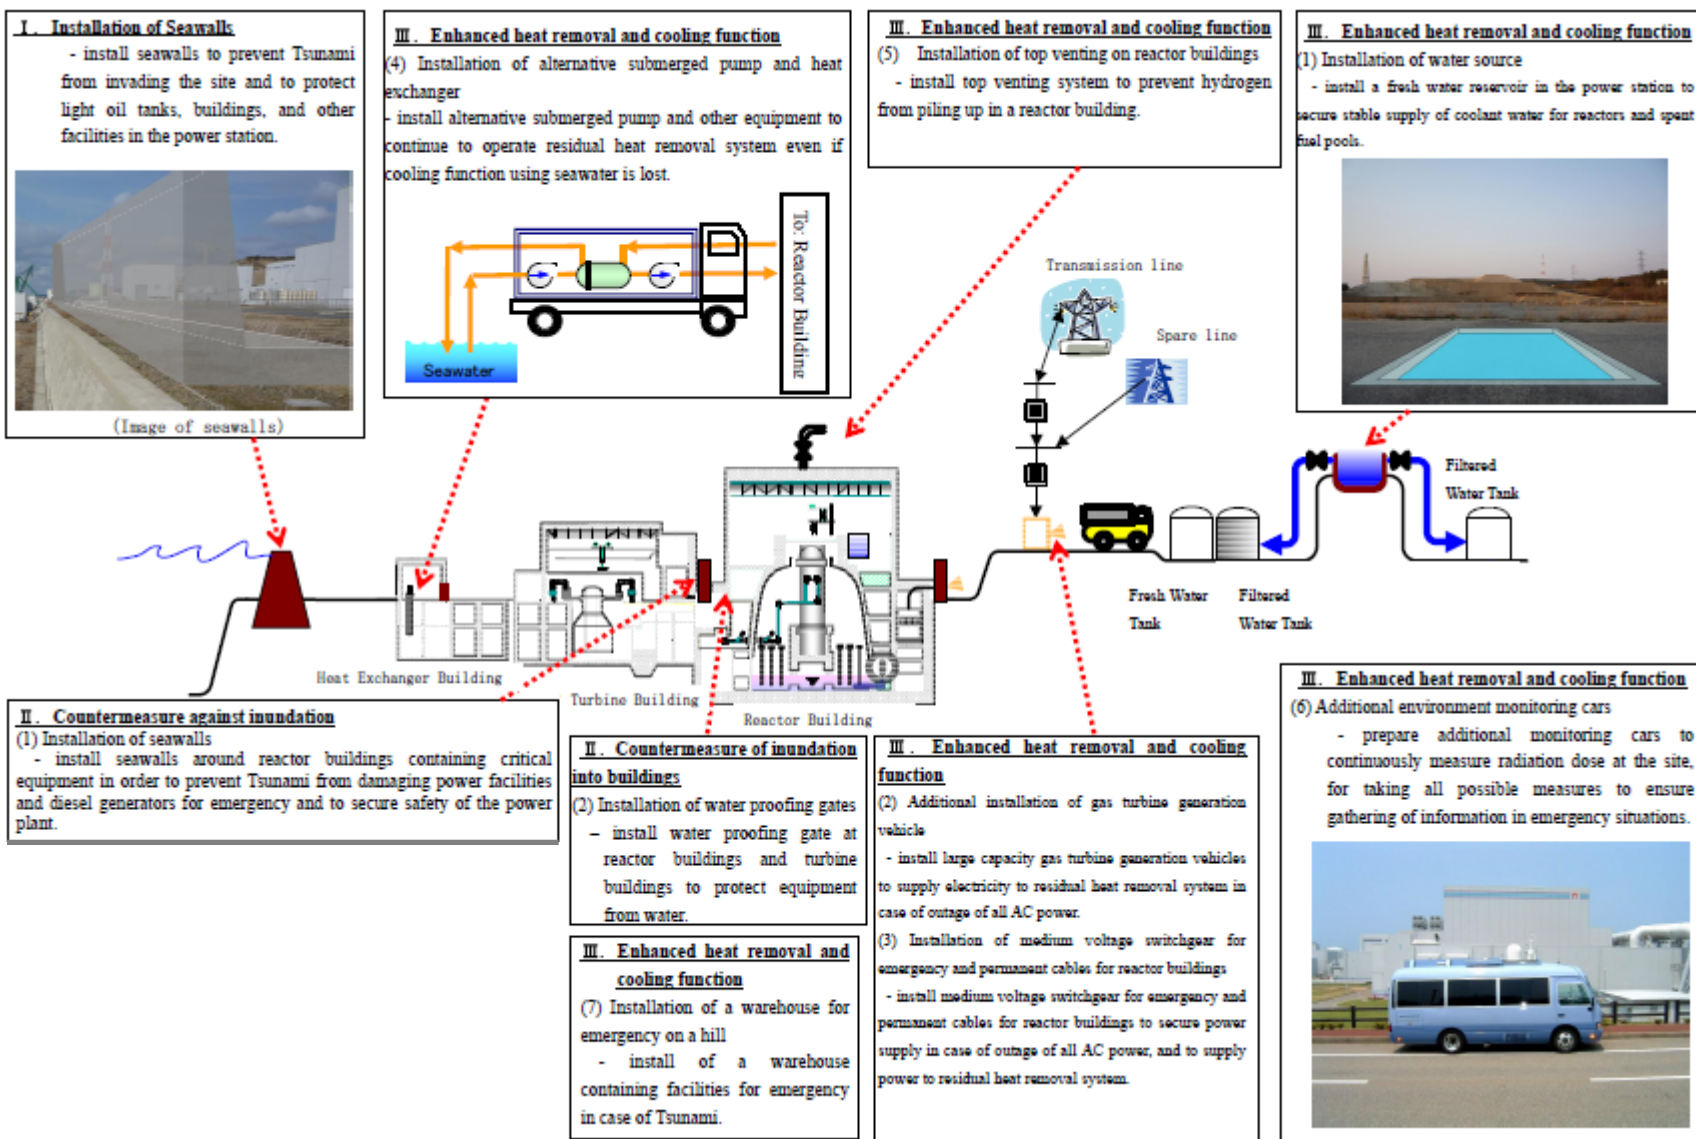 Ⅰ. Installation of Seawalls
- install seawalls to prevent Tsunami
from invading the site and to protect
light oil tanks, buildings, and other
facilities in the power station.
(Image of seawalls)
Ⅲ. Enhanced heat removal and cooling function
(4) Installation of alternative submerged pump and heat
exchanger
- install alternative submerged pump and other equipment to
continue to operate residual heat removal system even if
cooling function using seawater is lost.
To: Reactor Building
Seawater
Ⅲ. Enhanced heat removal and cooling function
(5) Installation of top venting on reactor buildings
- install top venting system to prevent hydrogen
from piling up in a reactor building.
Ⅲ. Enhanced heat removal and cooling function
(1) Installation of water source
- install a fresh water reservoir in the power station to
secure stable supply of coolant water for reactors and spent
fuel pools.
Transmission line
Spare line
Filtered
Water Tank
Fresh Water
Tank
Filtered
Water Tank
Heat Exchanger Building
Turbine Building
Reactor Building
Ⅱ. Countermeasure against inundation
(1) Installation of seawalls
- install seawalls around reactor buildings containing critical
equipment in order to prevent Tsunami from damaging power facilities
and diesel generators for emergency and to secure safety of the power
plant.
Ⅱ. Countermeasure of inundation
into buildings
(2) Installation of water proofing gates
– install water proofing gate at
reactor buildings and turbine
buildings to protect equipment
from water.
Ⅲ. Enhanced heat removal and
cooling function
(7) Installation of a warehouse for
emergency on a hill
- install of a warehouse
containing facilities for emergency
in case of Tsunami.
Ⅲ. Enhanced heat removal and cooling
function
(2) Additional installation of gas turbine generation
vehicle
- install large capacity gas turbine generation vehicles
to supply electricity to residual heat removal system in
case of outage of all AC power.
(3) Installation of medium voltage switchgear for
emergency and permanent cables for reactor buildings
- install medium voltage switchgear for emergency and
permanent cables for reactor buildings to secure power
supply in case of outage of all AC power, and to supply
power to residual heat removal system.
Ⅲ. Enhanced heat removal and cooling function
(6) Additional environment monitoring cars
- prepare additional monitoring cars to
continuously measure radiation dose at the site,
for taking all possible measures to ensure
gathering of information in emergency situations.